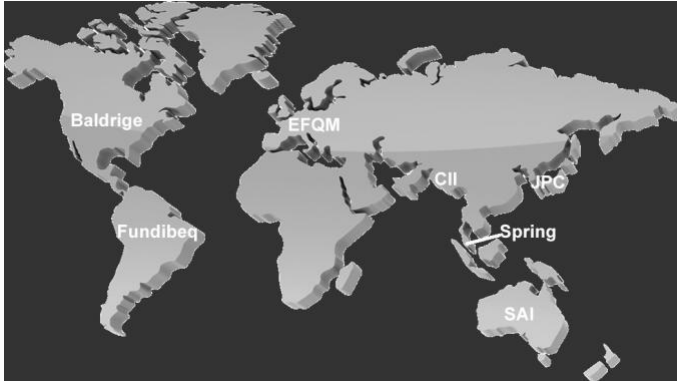 Baldrige
EFQM
CII
JPC
Fundibeq
Spring
SAI